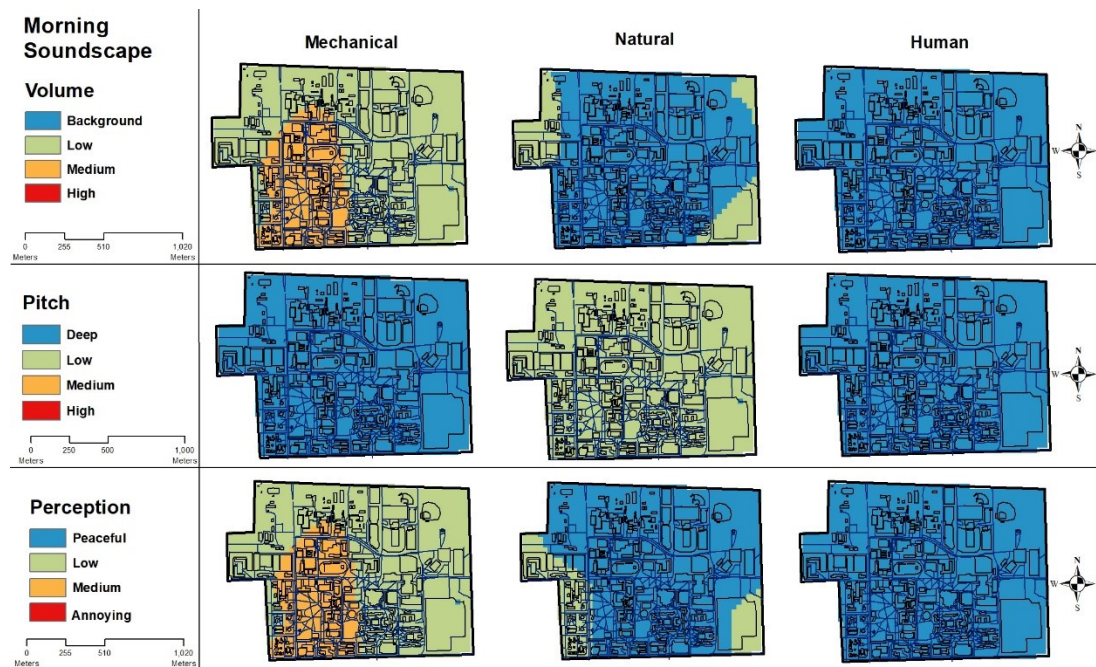 Morning
Soundscape
Mechanical
Natural
Human
Volume
Background
Low
Medium
High
0 255 510 1,020
Meters Meters
N
W
S
Pitch
Deep
Low
Medium
High
0 250 500 1,000
Meters Meters
N
W
S
Perception
Peaceful
Low
Medium
Annoying
0 255 510 1,020
Meters Meters
N
W
S